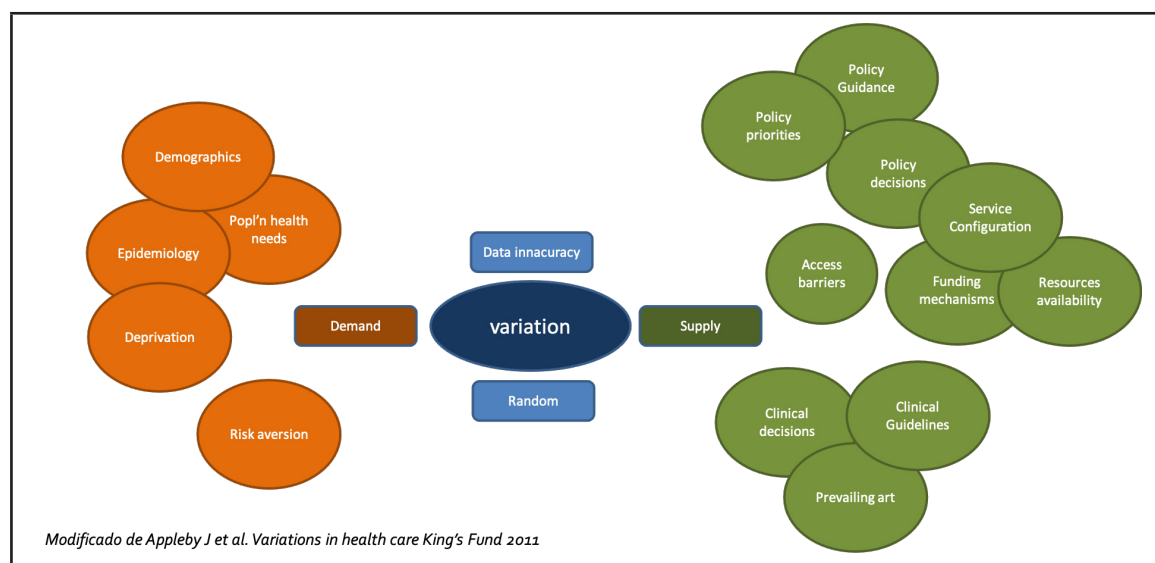 Policy
Guidance
Policy
priorities
Demographics
Policy
decisions
Popl'n health
needs
Service
Configuration
Epidemiology
Data innacuracy
Access
barriers
Funding
mechanisms
Resources
availability
Deprivation
Demand
variation
Supply
Random
Risk aversion
Clinical
decisions
Clinical
Guidelines
Prevailing art
Modificado de Appleby J et al. Variations in health care King's Fund 2011